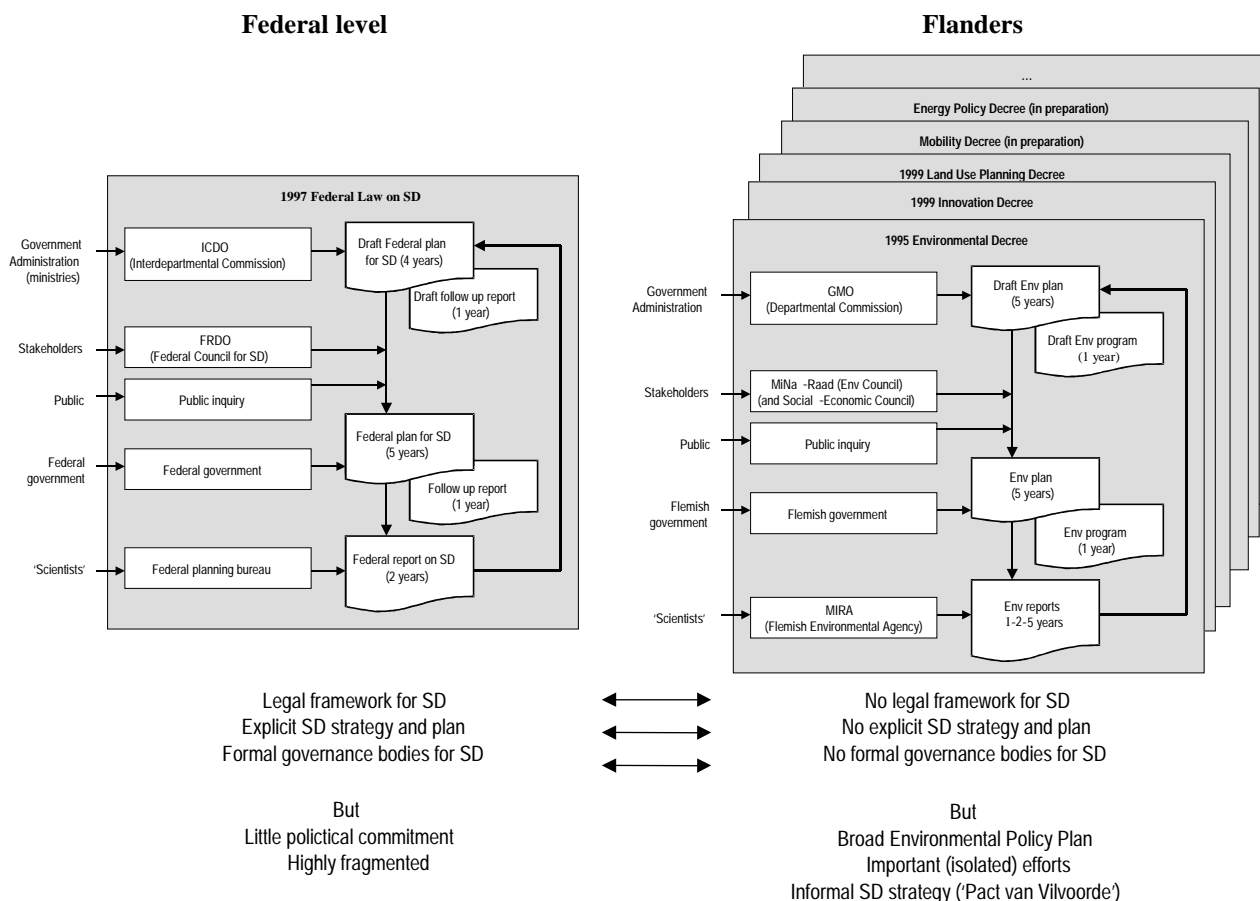 Federal level
1997 Federal Law on SD
Government
Administration
(ministries)
ICDO
(Interdepartmental Commission)
Draft Federal plan
for SD (4 years)
Draft follow up report
(1 year)
Stakeholders
FRDO
(Federal Council for SD)
Public
Public inquiry
Federal plan for SD
(5 years)
Federal
government
Federal government
Follow up report
(1 year)
'Scientists'
Federal planning bureau
Federal report on SD
(2 years)
Legal framework for SD
Explicit SD strategy and plan
Formal governance bodies for SD
But
Little polictical commitment
Highly fragmented
Flanders
...
Energy Policy Decree (in preparation)
Mobility Decree (in preparation)
1999 Land Use Planning Decree
1999 Innovation Decree
1995 Environmental Decree
Government
Administration
GMO
(Departmental Commission)
Draft Env plan
(5 years)
Draft Env program
(1 year)
Stakeholders
MiNa -Raad (Env Council)
(and Social -Economic Council)
Public
Public inquiry
Env plan
(5 years)
Flemish
government
Flemish government
Env program
(1 year)
'Scientists'
MIRA
(Flemish Environmental Agency)
Env reports
1-2-5 years
No legal framework for SD
No explicit SD strategy and plan
No formal governance bodies for SD
But
Broad Environmental Policy Plan
Important (isolated) efforts
Informal SD strategy ('Pact van Vilvoorde')